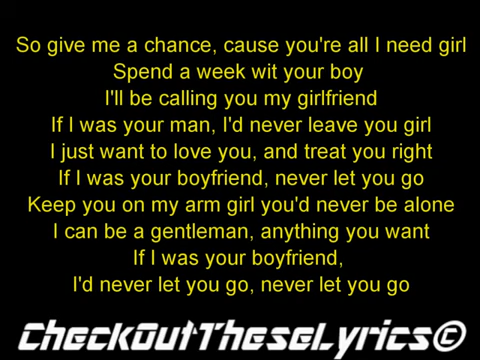 So give me a chance, cause you're all I need girl
Spend a week wit your boy
I'll be calling you my girlfriend
If I was your man, I'd never leave you girl
I just want to love you, and treat you right
If I was your boyfriend, never let you go
Keep you on my arm girl you'd never be alone
I can be a gentleman, anything you want
If I was your boyfriend,
I'd never let you go, never let you go
CheckOutTheseLyrics©